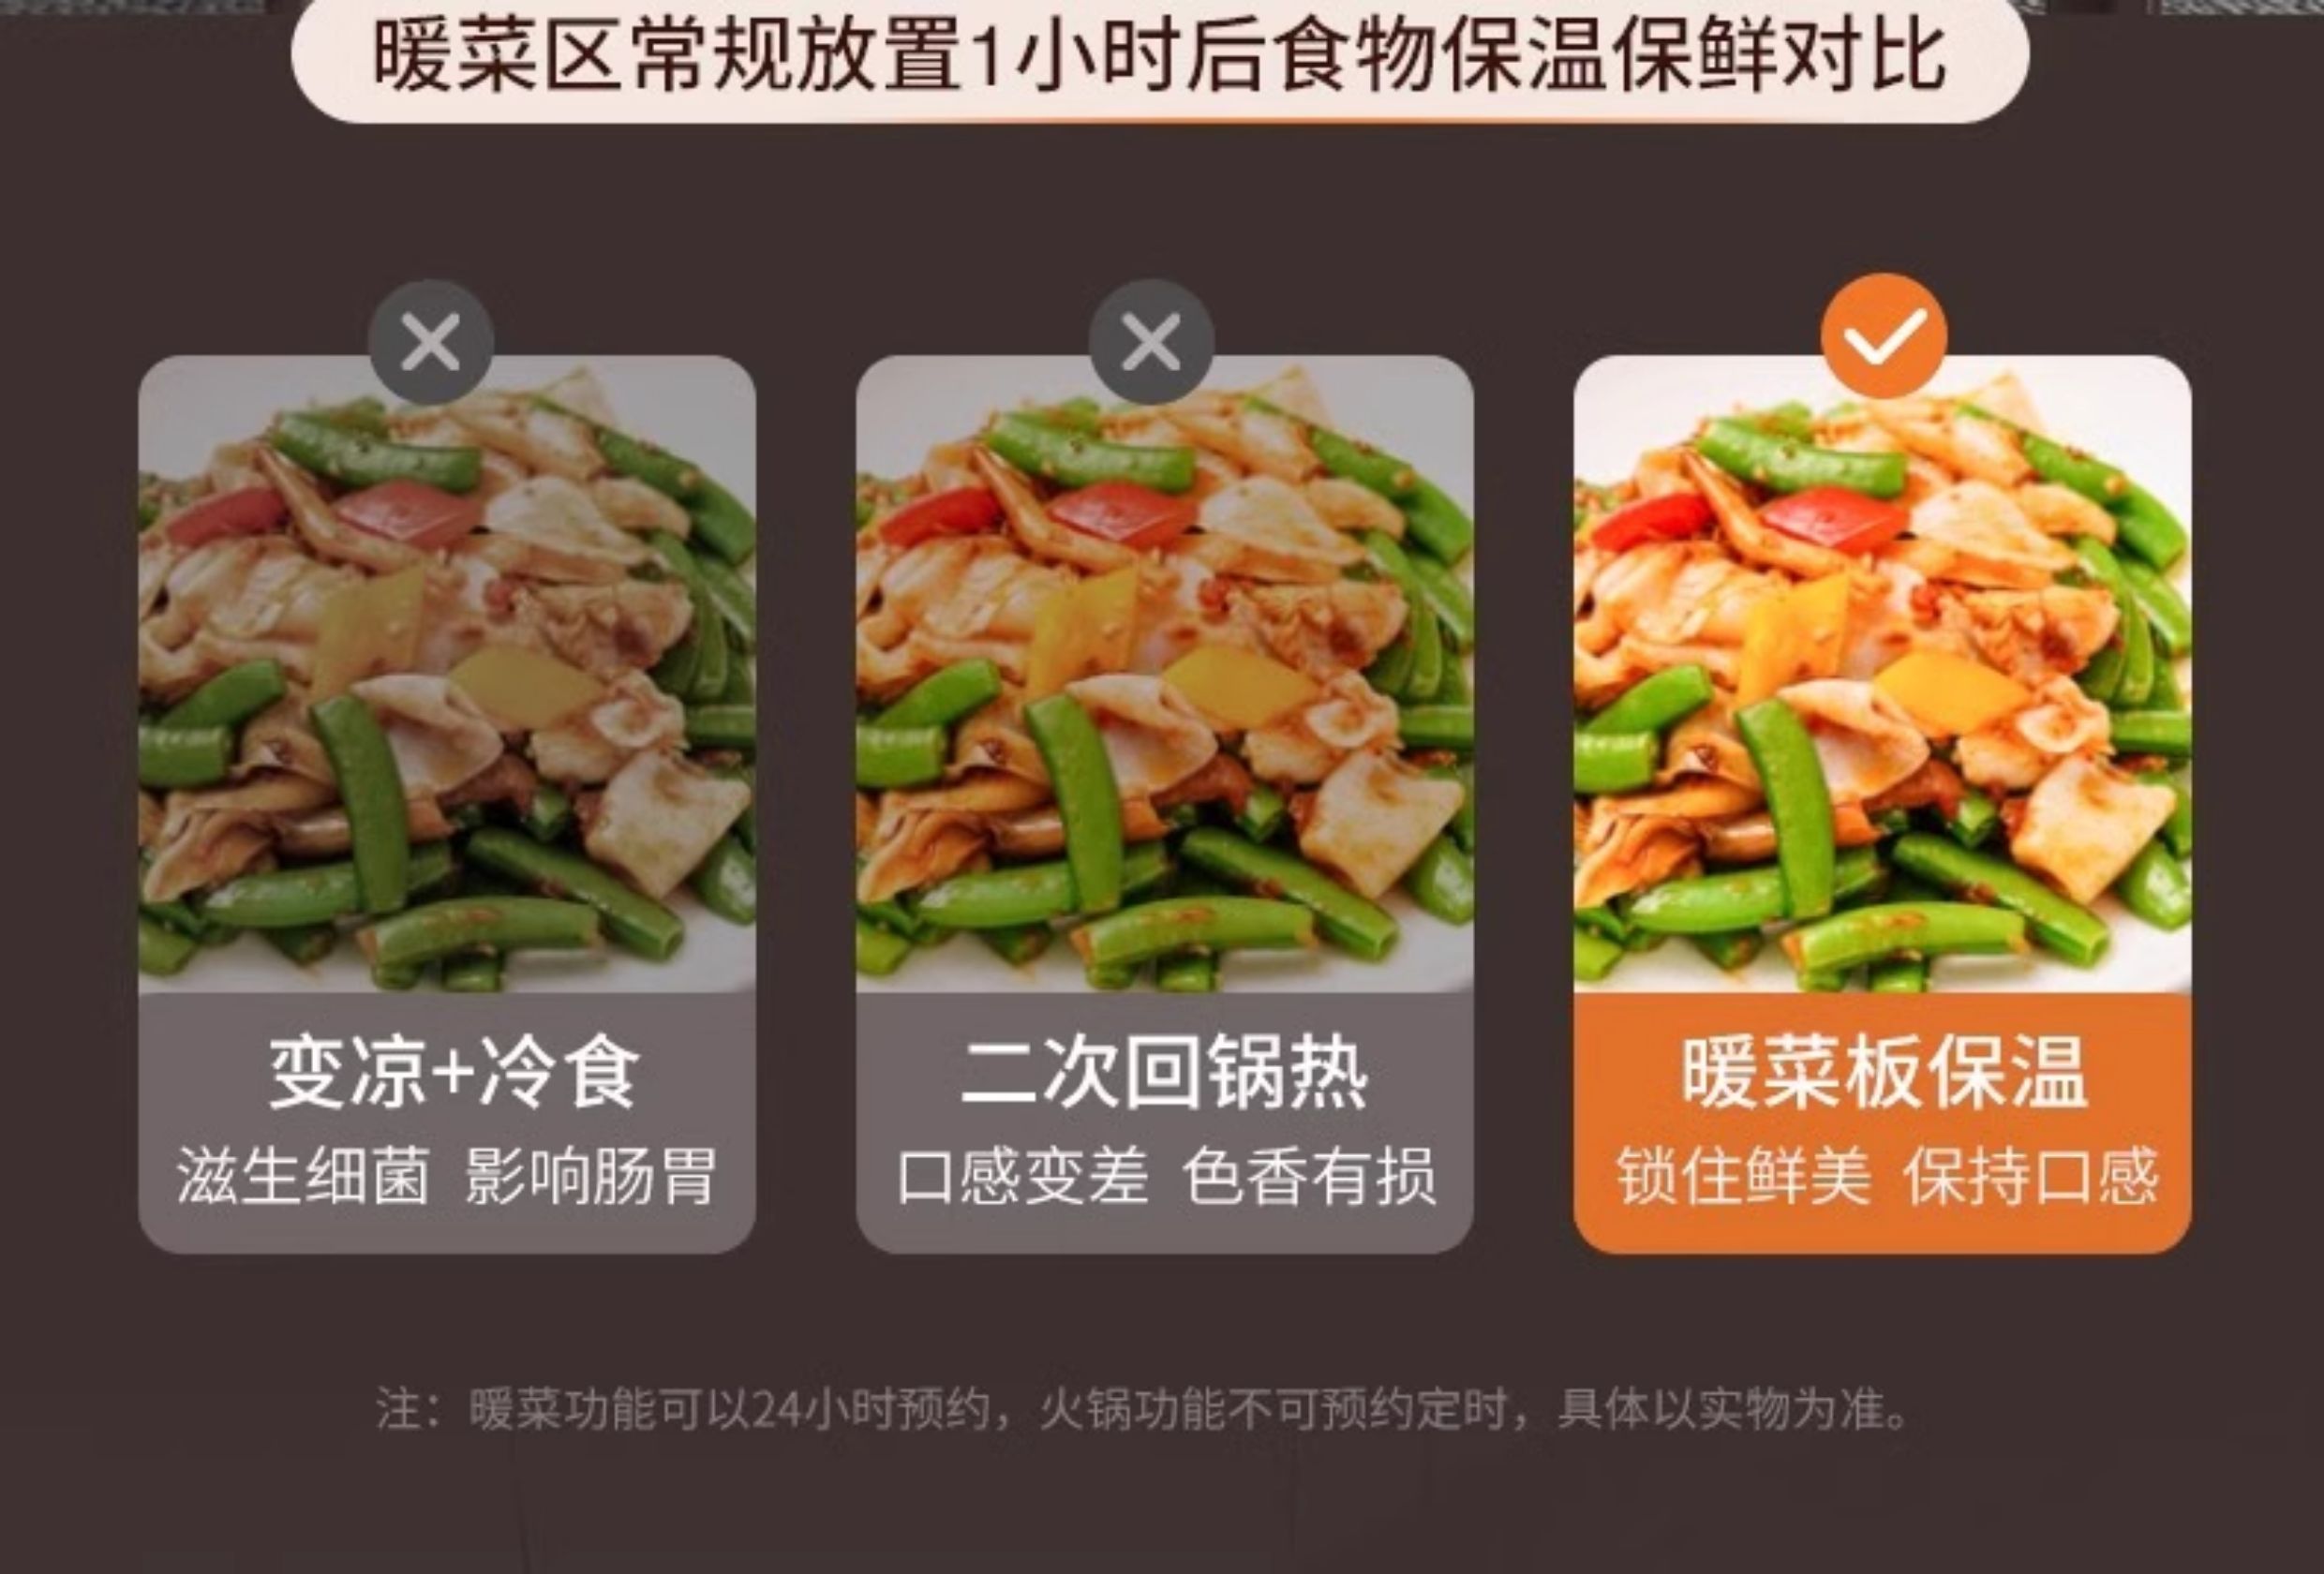 暖菜区常规放置1小时后食物保温保鲜对比
变凉+冷食
滋生细菌 影响肠胃
二次回锅热
口感变差 色香有损
暖菜板保温
锁住鲜美 保持口感
注：暖菜功能可以24小时预约，火锅功能不可预约定时，具体以实物为准。